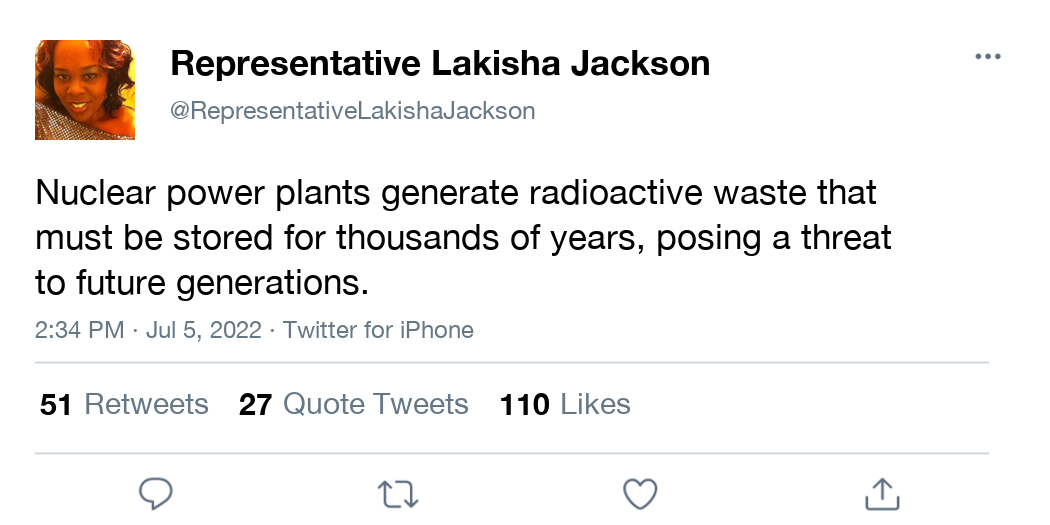 Representative Lakisha Jackson
@RepresentativeLakishaJackson
Nuclear power plants generate radioactive waste that
must be stored for thousands of years, posing a threat
to future generations.
2:34 PM · Jul 5, 2022 · Twitter for iPhone
51 Retweets 27 Quote Tweets 110 Likes